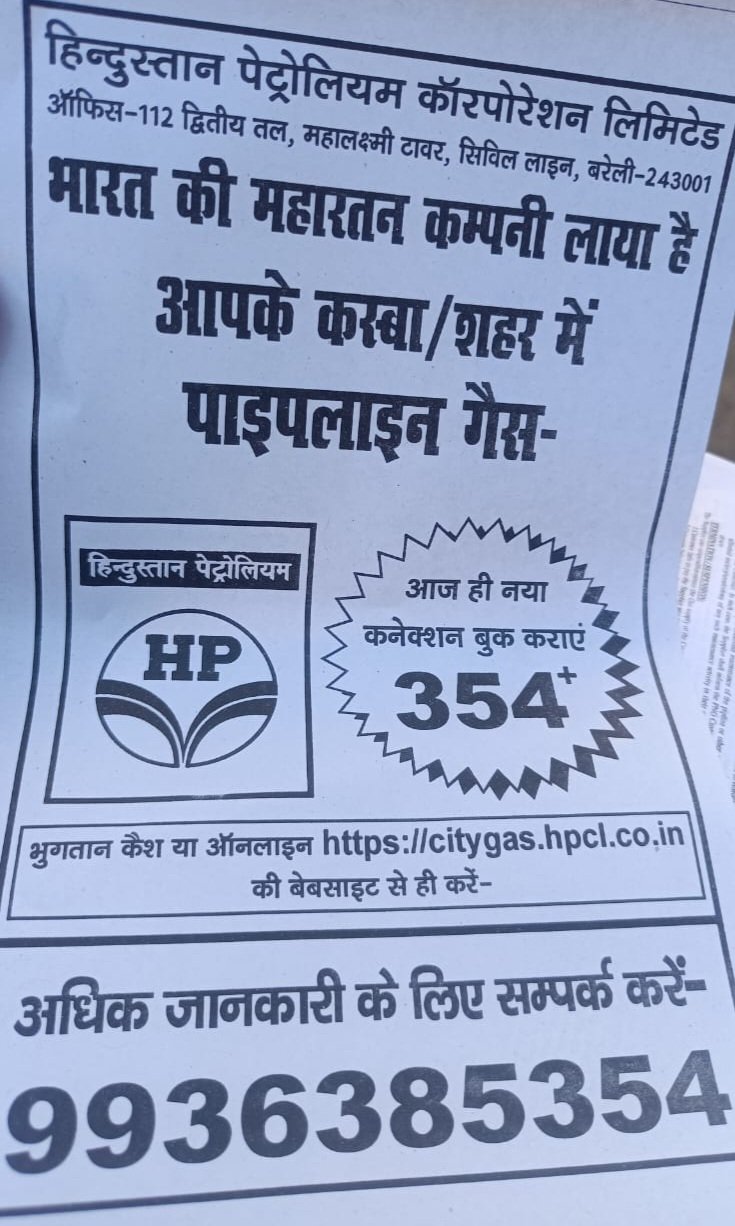 हिन्दुस्तान पेट्रोलियम कॉरपोरेशन लिमिटेड
ऑफिस-112 द्वितीय तल, महालक्ष्मी टावर, सिविल लाइन, बरेली-243001
भारत की महारतन कम्पनी लाया है
आपके कस्बा/शहर में
पाइपलाइन गैस-
हिन्दुस्तान पेट्रोलियम
HP
आज ही नया
कनेक्शन बुक कराएं
354+
भुगतान कैश या ऑनलाइन https://citygas.hpcl.co.in
की बेबसाइट से ही करें-
अधिक जानकारी के लिए सम्पर्क करें-
9936385354